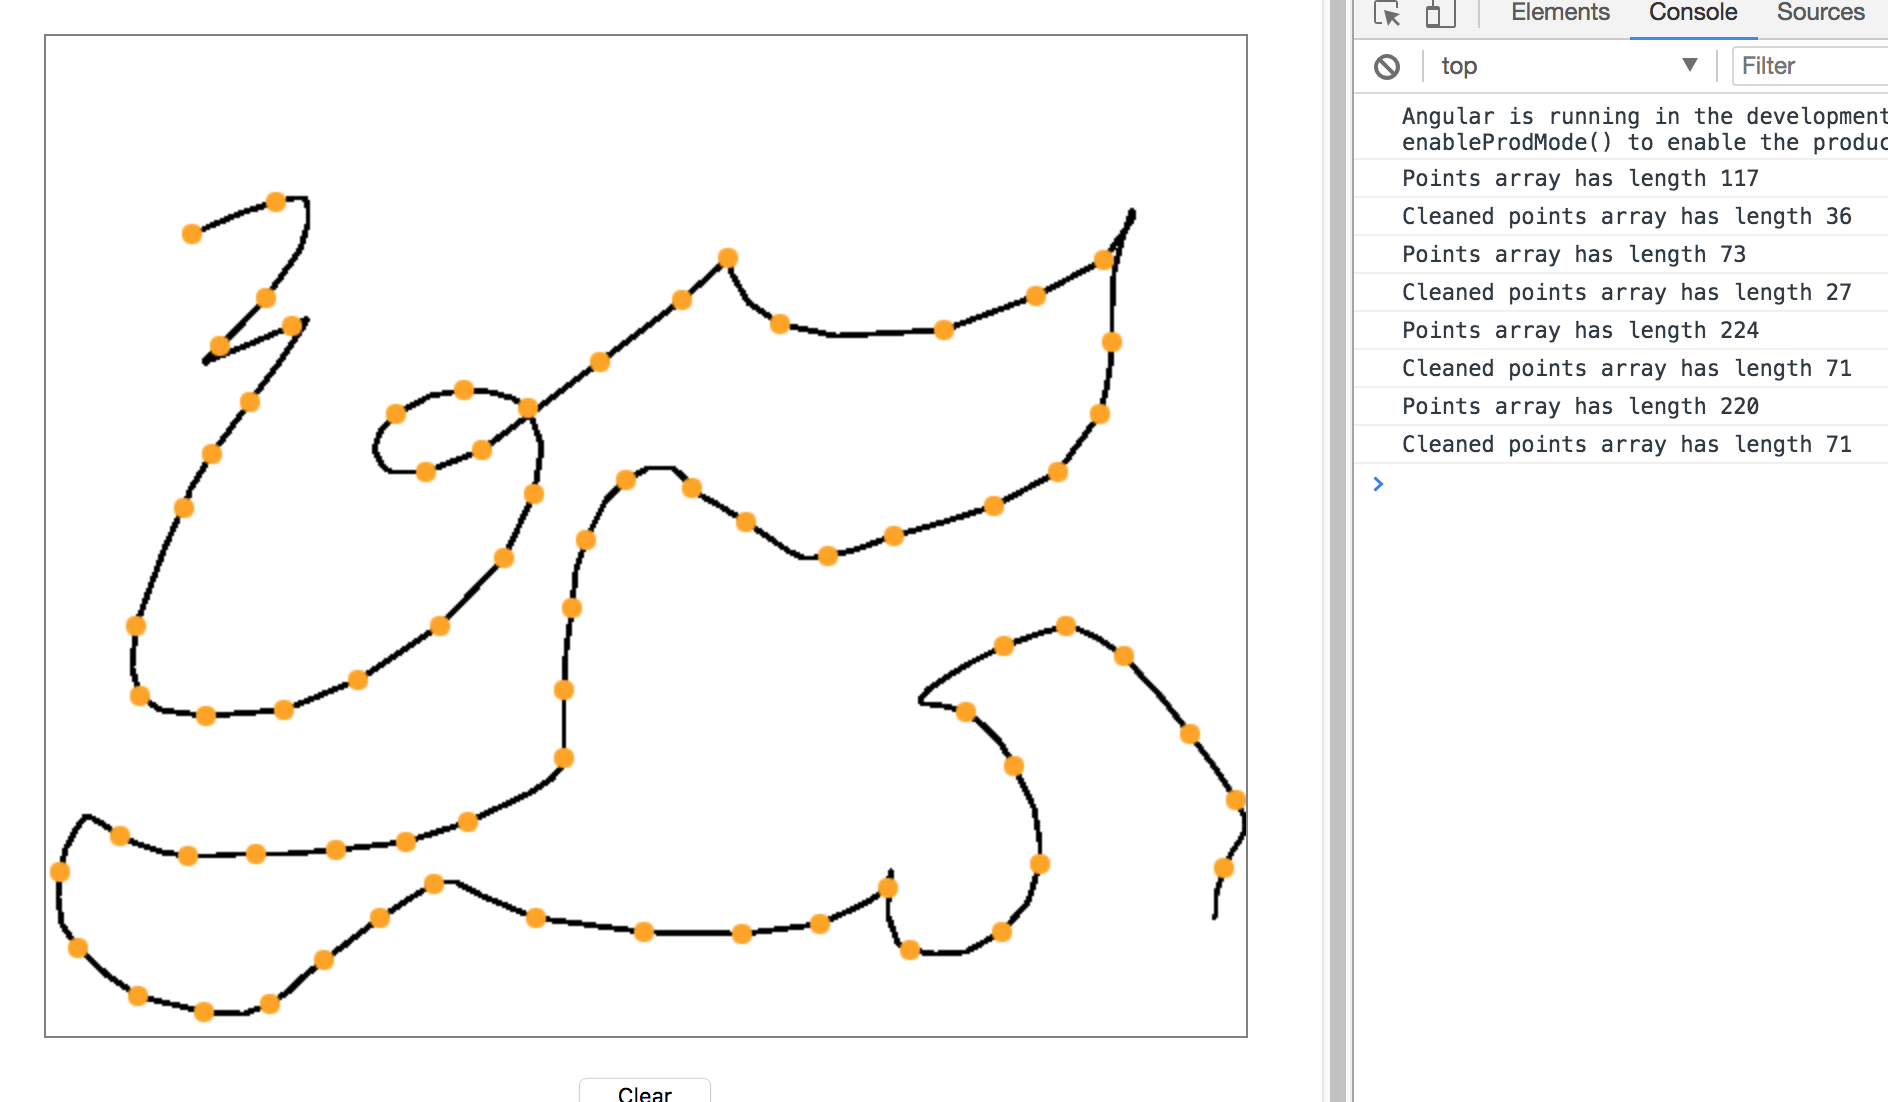 Elements Console Sources
top Filter
Angular is running in the development
enableProdMode() to enable the produc
Points array has length 117
Cleaned points array has length 36
Points array has length 73
Cleaned points array has length 27
Points array has length 224
Cleaned points array has length 71
Points array has length 220
Cleaned points array has length 71
Clear